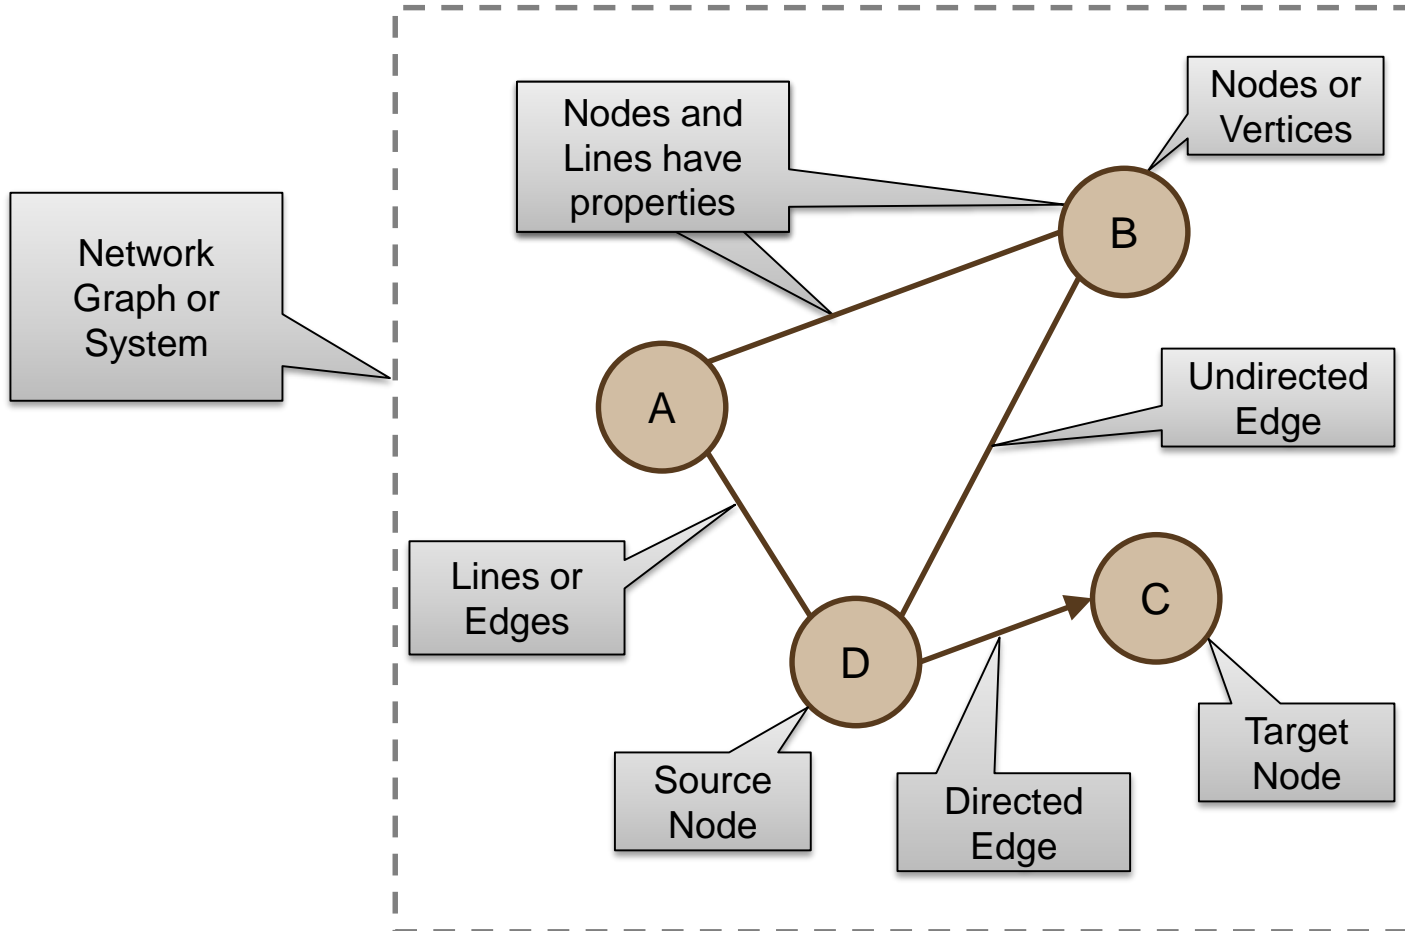 Network
Graph or
System
Nodes and
Lines have
properties
Nodes or
Vertices
B
A
Undirected
Edge
Lines or
Edges
D
C
Source
Node
Directed
Edge
Target
Node